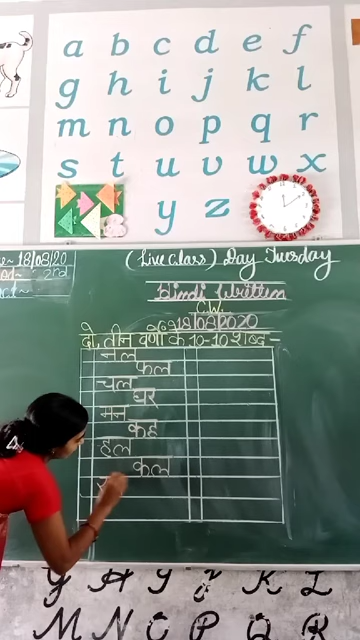 a b c d e f
g h i j k l
m n o p q r
s t u v w x
y z
18/08/20
2nd
(Live Class) Day Tuesday
Hindi Written
C.W.
18/08/2020
दो, तीन वर्णों के 10-10 शब्द -
नल
फल
चल
घर
मन
कह
हल
कल
M N O P Q R